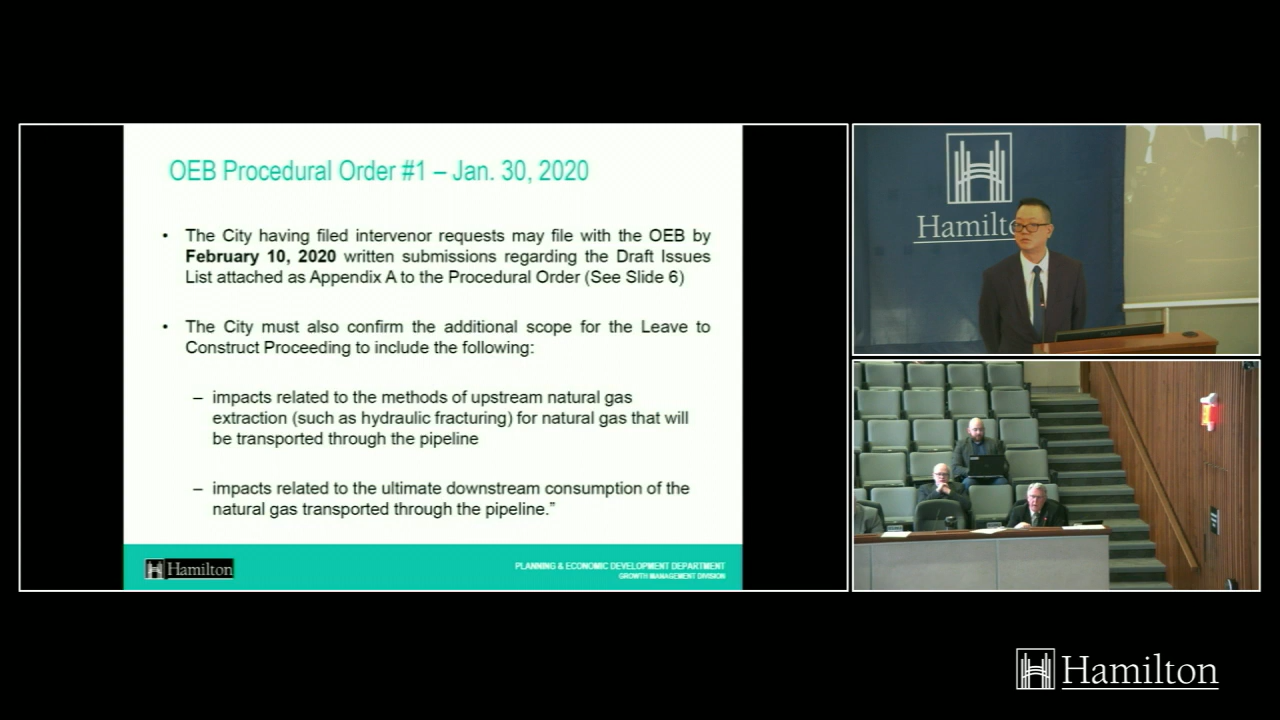 OEB Procedural Order #1 – Jan. 30, 2020
• The City having filed intervenor requests may file with the OEB by
February 10, 2020 written submissions regarding the Draft Issues
List attached as Appendix A to the Procedural Order (See Slide 6)
• The City must also confirm the additional scope for the Leave to
Construct Proceeding to include the following:
– impacts related to the methods of upstream natural gas
extraction (such as hydraulic fracturing) for natural gas that will
be transported through the pipeline
– impacts related to the ultimate downstream consumption of the
natural gas transported through the pipeline.”
Hamilton
PLANNING & ECONOMIC DEVELOPMENT DEPARTMENT
GROWTH MANAGEMENT DIVISION
Hamilto
Hamilton